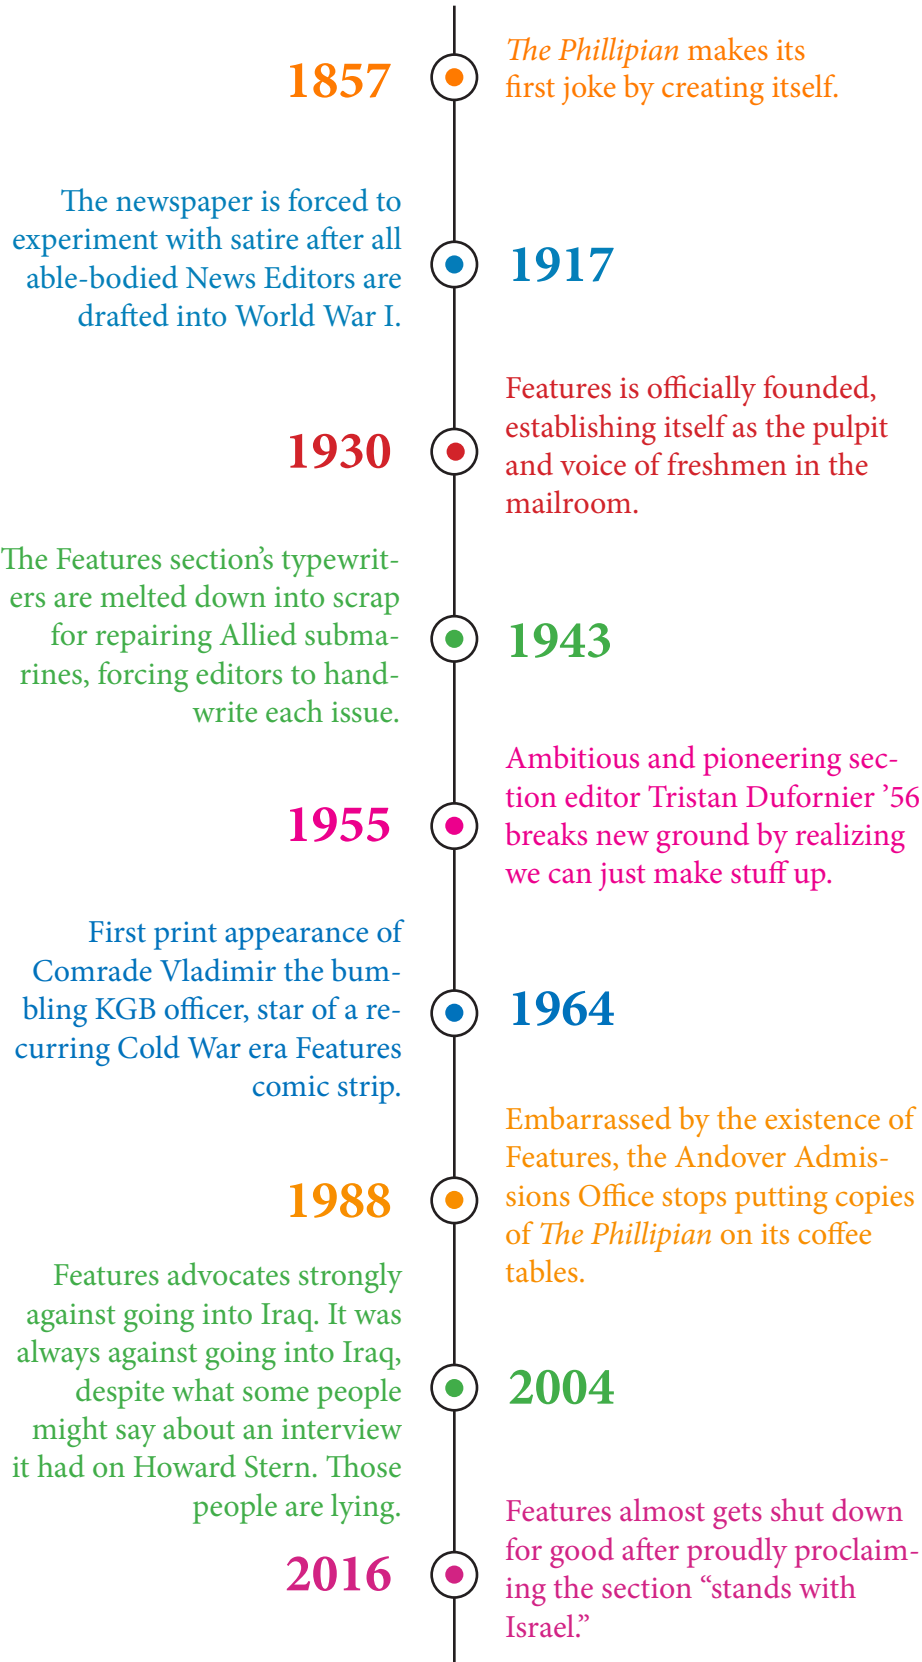 1857
The Phillipian makes its
first joke by creating itself.
The newspaper is forced to
experiment with satire after all
able-bodied News Editors are
drafted into World War I.
1917
1930
Features is officially founded,
establishing itself as the pulpit
and voice of freshmen in the
mailroom.
The Features section’s typewrit-
ers are melted down into scrap
for repairing Allied subma-
rines, forcing editors to hand-
write each issue.
1943
1955
Ambitious and pioneering sec-
tion editor Tristan Dufornier ’56
breaks new ground by realizing
we can just make stuff up.
First print appearance of
Comrade Vladimir the bum-
bling KGB officer, star of a re-
curring Cold War era Features
comic strip.
1964
1988
Embarrassed by the existence of
Features, the Andover Admis-
sions Office stops putting copies
of The Phillipian on its coffee
tables.
Features advocates strongly
against going into Iraq. It was
always against going into Iraq,
despite what some people
might say about an interview
it had on Howard Stern. Those
people are lying.
2004
2016
Features almost gets shut down
for good after proudly proclaim-
ing the section “stands with
Israel.”